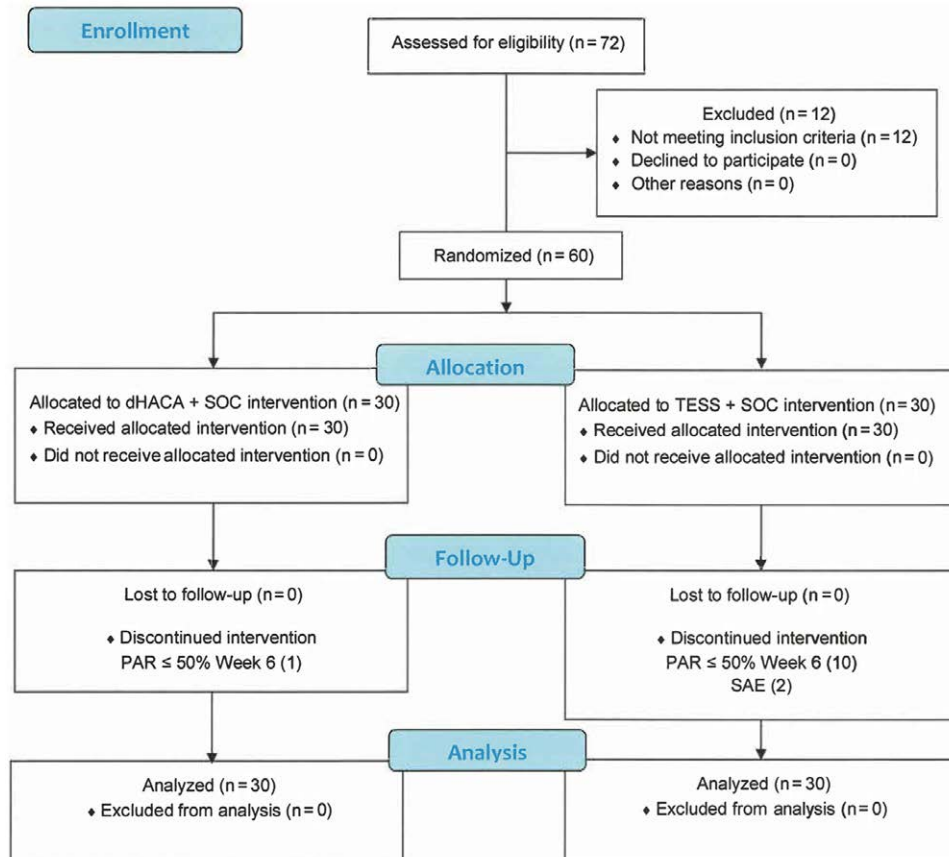 Enrollment
Assessed for eligibility (n = 72)
Excluded (n = 12)
♦ Not meeting inclusion criteria (n = 12)
♦ Declined to participate (n = 0)
♦ Other reasons (n = 0)
Randomized (n = 60)
Allocation
Allocated to dHACA + SOC intervention (n = 30)
♦ Received allocated intervention (n = 30)
♦ Did not receive allocated intervention (n = 0)
Allocated to TESS + SOC intervention (n = 30)
♦ Received allocated intervention (n = 30)
♦ Did not receive allocated intervention (n = 0)
Follow-Up
Lost to follow-up (n = 0)
♦ Discontinued intervention
PAR ≤ 50% Week 6 (1)
Lost to follow-up (n = 0)
♦ Discontinued intervention
PAR ≤ 50% Week 6 (10)
SAE (2)
Analysis
Analyzed (n = 30)
♦ Excluded from analysis (n = 0)
Analyzed (n = 30)
♦ Excluded from analysis (n = 0)